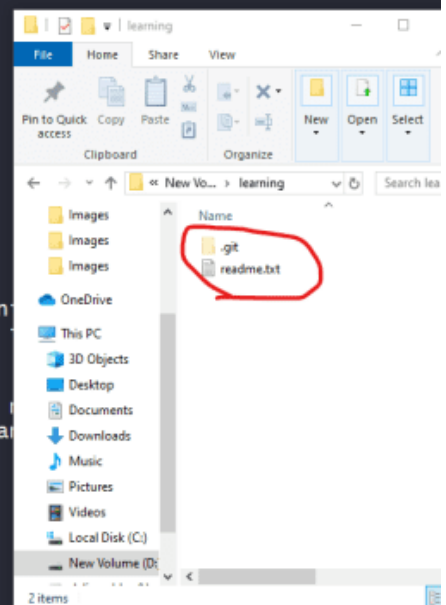 learning
File Home Share View
Pin to Quick access
Copy
Paste
New
Open
Select
Clipboard
Organize
« New Vo... › learning
Search lea
Name
.git
readme.txt
Images
Images
Images
OneDrive
This PC
3D Objects
Desktop
Documents
Downloads
Music
Pictures
Videos
Local Disk (C:)
New Volume (D:
2 items